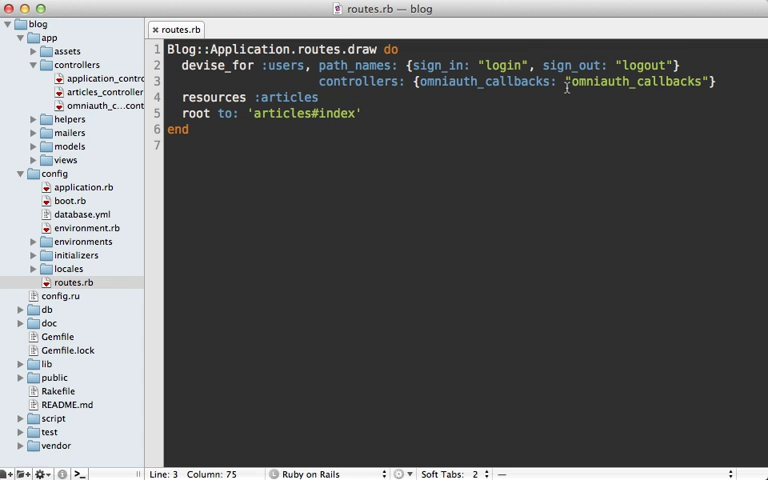 routes.rb — blog
blog
app
assets
controllers
application_contro
articles_controller
omniauth_c...cont
helpers
mailers
models
views
config
application.rb
boot.rb
database.yml
environment.rb
environments
initializers
locales
routes.rb
config.ru
db
doc
Gemfile
Gemfile.lock
lib
public
Rakefile
README.md
script
test
vendor
routes.rb
1 Blog::Application.routes.draw do
2 devise_for :users, path_names: {sign_in: "login", sign_out: "logout"}
3 controllers: {omniauth_callbacks: "omniauth_callbacks"}
4 resources :articles
5 root to: 'articles#index'
6 end
7
Line: 3 Column: 75 Ruby on Rails Soft Tabs: 2 —